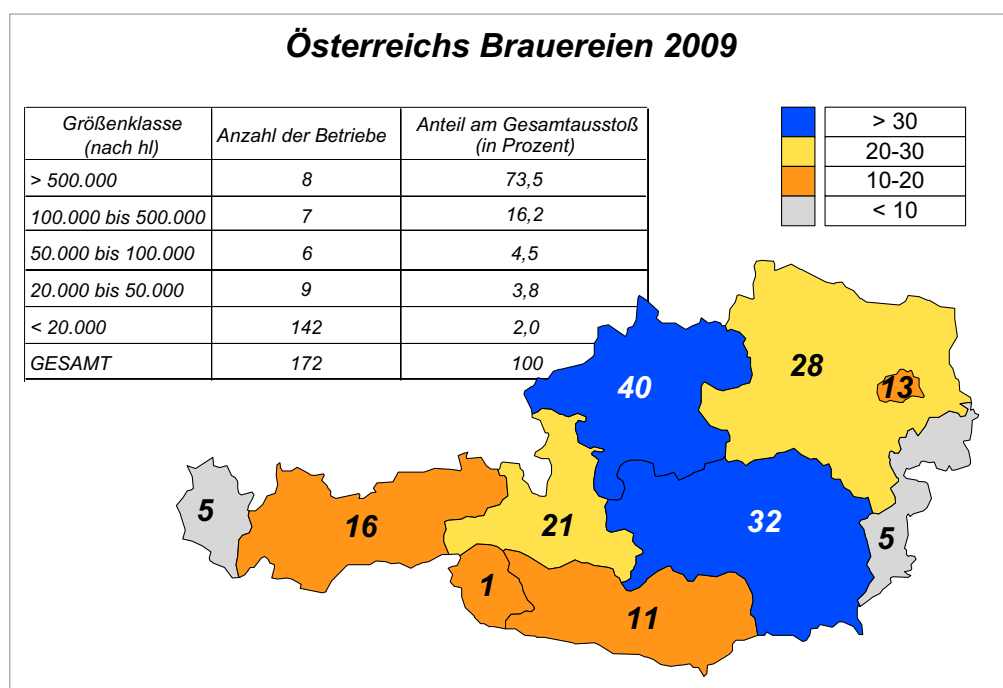 Österreichs Brauereien 2009
Größenklasse
(nach hl)
Anzahl der Betriebe
Anteil am Gesamtausstoß
(in Prozent)
> 500.000 8 73,5
100.000 bis 500.000 7 16,2
50.000 bis 100.000 6 4,5
20.000 bis 50.000 9 3,8
< 20.000 142 2,0
GESAMT 172 100
> 30
20-30
10-20
< 10
28
40
13
5
16
21
32
5
1
11